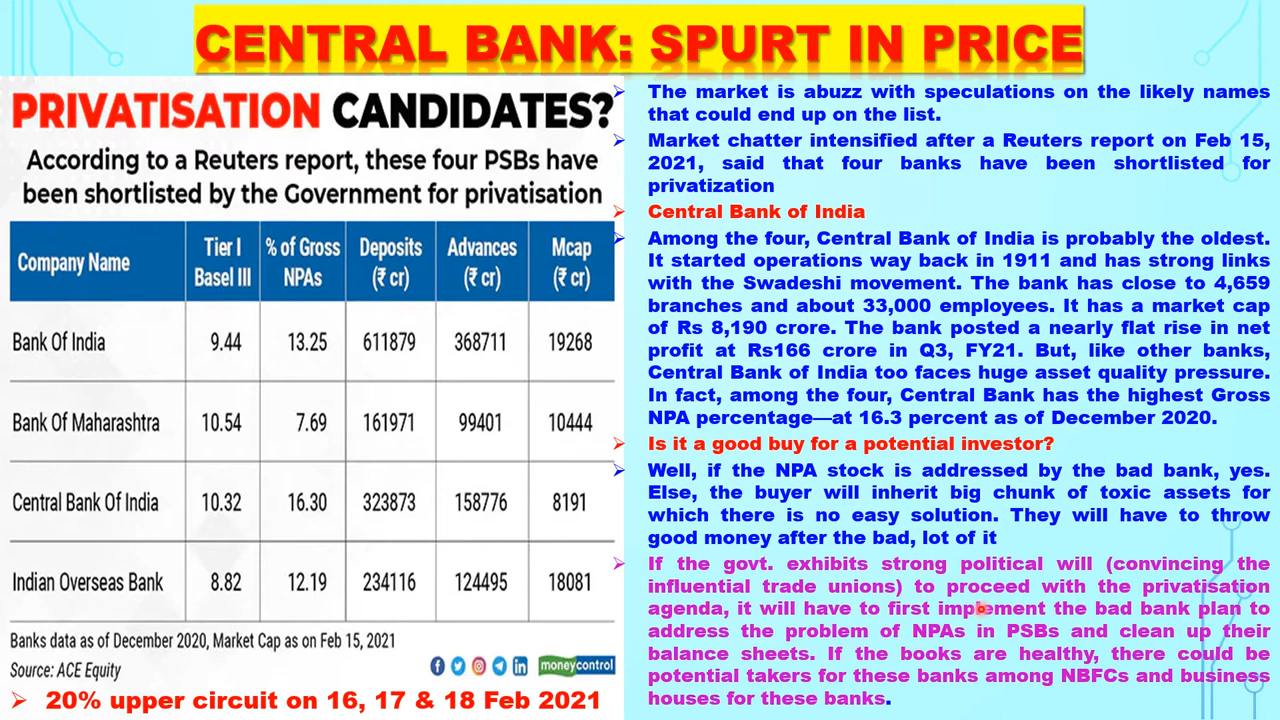 CENTRAL BANK: SPURT IN PRICE
PRIVATISATION CANDIDATES?
According to a Reuters report, these four PSBs have
been shortlisted by the Government for privatisation
Company Name | Tier I Basel III | % of Gross NPAs | Deposits (₹ cr) | Advances (₹ cr) | Mcap (₹ cr)
Bank Of India 9.44 13.25 611879 368711 19268
Bank Of Maharashtra 10.54 7.69 161971 99401 10444
Central Bank Of India 10.32 16.30 323873 158776 8191
Indian Overseas Bank 8.82 12.19 234116 124495 18081
Banks data as of December 2020, Market Cap as on Feb 15, 2021
Source: ACE Equity
moneycontrol
➢ 20% upper circuit on 16, 17 & 18 Feb 2021
➢ The market is abuzz with speculations on the likely names
that could end up on the list.
➢ Market chatter intensified after a Reuters report on Feb 15,
2021, said that four banks have been shortlisted for
privatization
➢ Central Bank of India
➢ Among the four, Central Bank of India is probably the oldest.
It started operations way back in 1911 and has strong links
with the Swadeshi movement. The bank has close to 4,659
branches and about 33,000 employees. It has a market cap
of Rs 8,190 crore. The bank posted a nearly flat rise in net
profit at Rs166 crore in Q3, FY21. But, like other banks,
Central Bank of India too faces huge asset quality pressure.
In fact, among the four, Central Bank has the highest Gross
NPA percentage—at 16.3 percent as of December 2020.
➢ Is it a good buy for a potential investor?
➢ Well, if the NPA stock is addressed by the bad bank, yes.
Else, the buyer will inherit big chunk of toxic assets for
which there is no easy solution. They will have to throw
good money after the bad, lot of it
➢ If the govt. exhibits strong political will (convincing the
influential trade unions) to proceed with the privatisation
agenda, it will have to first implement the bad bank plan to
address the problem of NPAs in PSBs and clean up their
balance sheets. If the books are healthy, there could be
potential takers for these banks among NBFCs and business
houses for these banks.